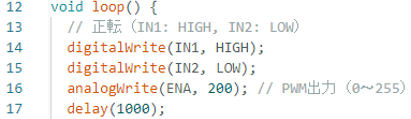 12 void loop() {
13 // 正転（IN1: HIGH, IN2: LOW）
14 digitalWrite(IN1, HIGH);
15 digitalWrite(IN2, LOW);
16 analogWrite(ENA, 200); // PWM出力（0～255）
17 delay(1000);